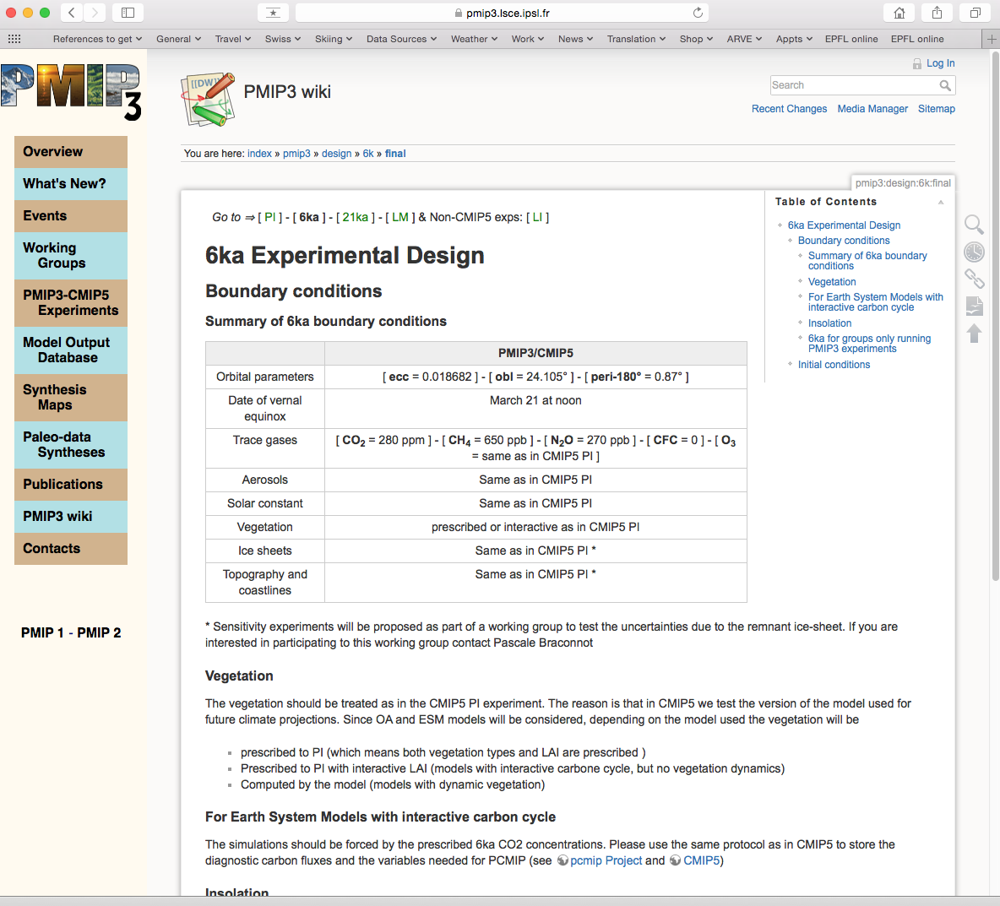 pmip3.lsce.ipsl.fr
References to get General Travel Swiss Skiing Data Sources Weather Work News Translation Shop ARVE Appts EPFL online EPFL online
PMIP3
Overview
What's New?
Events
Working
Groups
PMIP3-CMIP5
Experiments
Model Output
Database
Synthesis
Maps
Paleo-data
Syntheses
Publications
PMIP3 wiki
Contacts
PMIP 1 - PMIP 2
[[DW]]
PMIP3 wiki
Log In
Search
Recent Changes Media Manager Sitemap
You are here: index » pmip3 » design » 6k » final
pmip3:design:6k:final
Table of Contents
6ka Experimental Design
Boundary conditions
Summary of 6ka boundary
conditions
Vegetation
For Earth System Models with
interactive carbon cycle
Insolation
6ka for groups only running
PMIP3 experiments
Initial conditions
Go to ⇒ [ PI ] - [ 6ka ] - [ 21ka ] - [ LM ] & Non-CMIP5 exps: [ LI ]
6ka Experimental Design
Boundary conditions
Summary of 6ka boundary conditions
PMIP3/CMIP5
Orbital parameters [ ecc = 0.018682 ] - [ obl = 24.105° ] - [ peri-180° = 0.87° ]
Date of vernal
equinox
March 21 at noon
Trace gases [ CO2 = 280 ppm ] - [ CH4 = 650 ppb ] - [ N2O = 270 ppb ] - [ CFC = 0 ] - [ O3
= same as in CMIP5 PI ]
Aerosols Same as in CMIP5 PI
Solar constant Same as in CMIP5 PI
Vegetation prescribed or interactive as in CMIP5 PI
Ice sheets Same as in CMIP5 PI *
Topography and
coastlines
Same as in CMIP5 PI *
* Sensitivity experiments will be proposed as part of a working group to test the uncertainties due to the remnant ice-sheet. If you are
interested in participating to this working group contact Pascale Braconnot
Vegetation
The vegetation should be treated as in the CMIP5 PI experiment. The reason is that in CMIP5 we test the version of the model used for
future climate projections. Since OA and ESM models will be considered, depending on the model used the vegetation will be
prescribed to PI (which means both vegetation types and LAI are prescribed )
Prescribed to PI with interactive LAI (models with interactive carbone cycle, but no vegetation dynamics)
Computed by the model (models with dynamic vegetation)
For Earth System Models with interactive carbon cycle
The simulations should be forced by the prescribed 6ka CO2 concentrations. Please use the same protocol as in CMIP5 to store the
diagnostic carbon fluxes and the variables needed for PCMIP (see pcmip Project and CMIP5)
Insolation